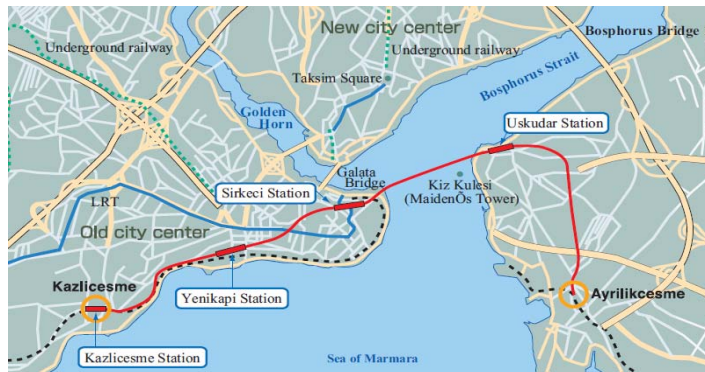 New city center
Bosphorus Bridge
Underground railway
Underground railway
Taksim Square
Bosphorus Strait
Golden
Horn
Uskudar Station
Galata
Bridge
Sirkeci Station
Kiz Kulesi
(MaidenÕs Tower)
LRT
Old city center
Kazlicesme
Yenikapi Station
Ayrilikcesme
Kazlicesme Station
Sea of Marmara